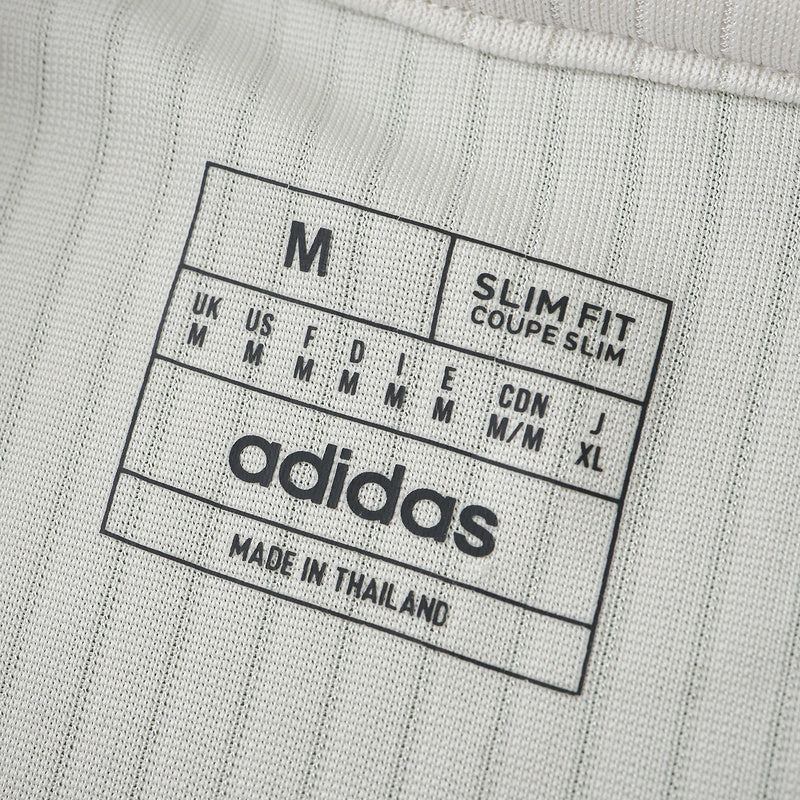 M
SLIM FIT
COUPE SLIM
UK US F D I E CDN J
M M M M M M M/M XL
adidas
MADE IN THAILAND